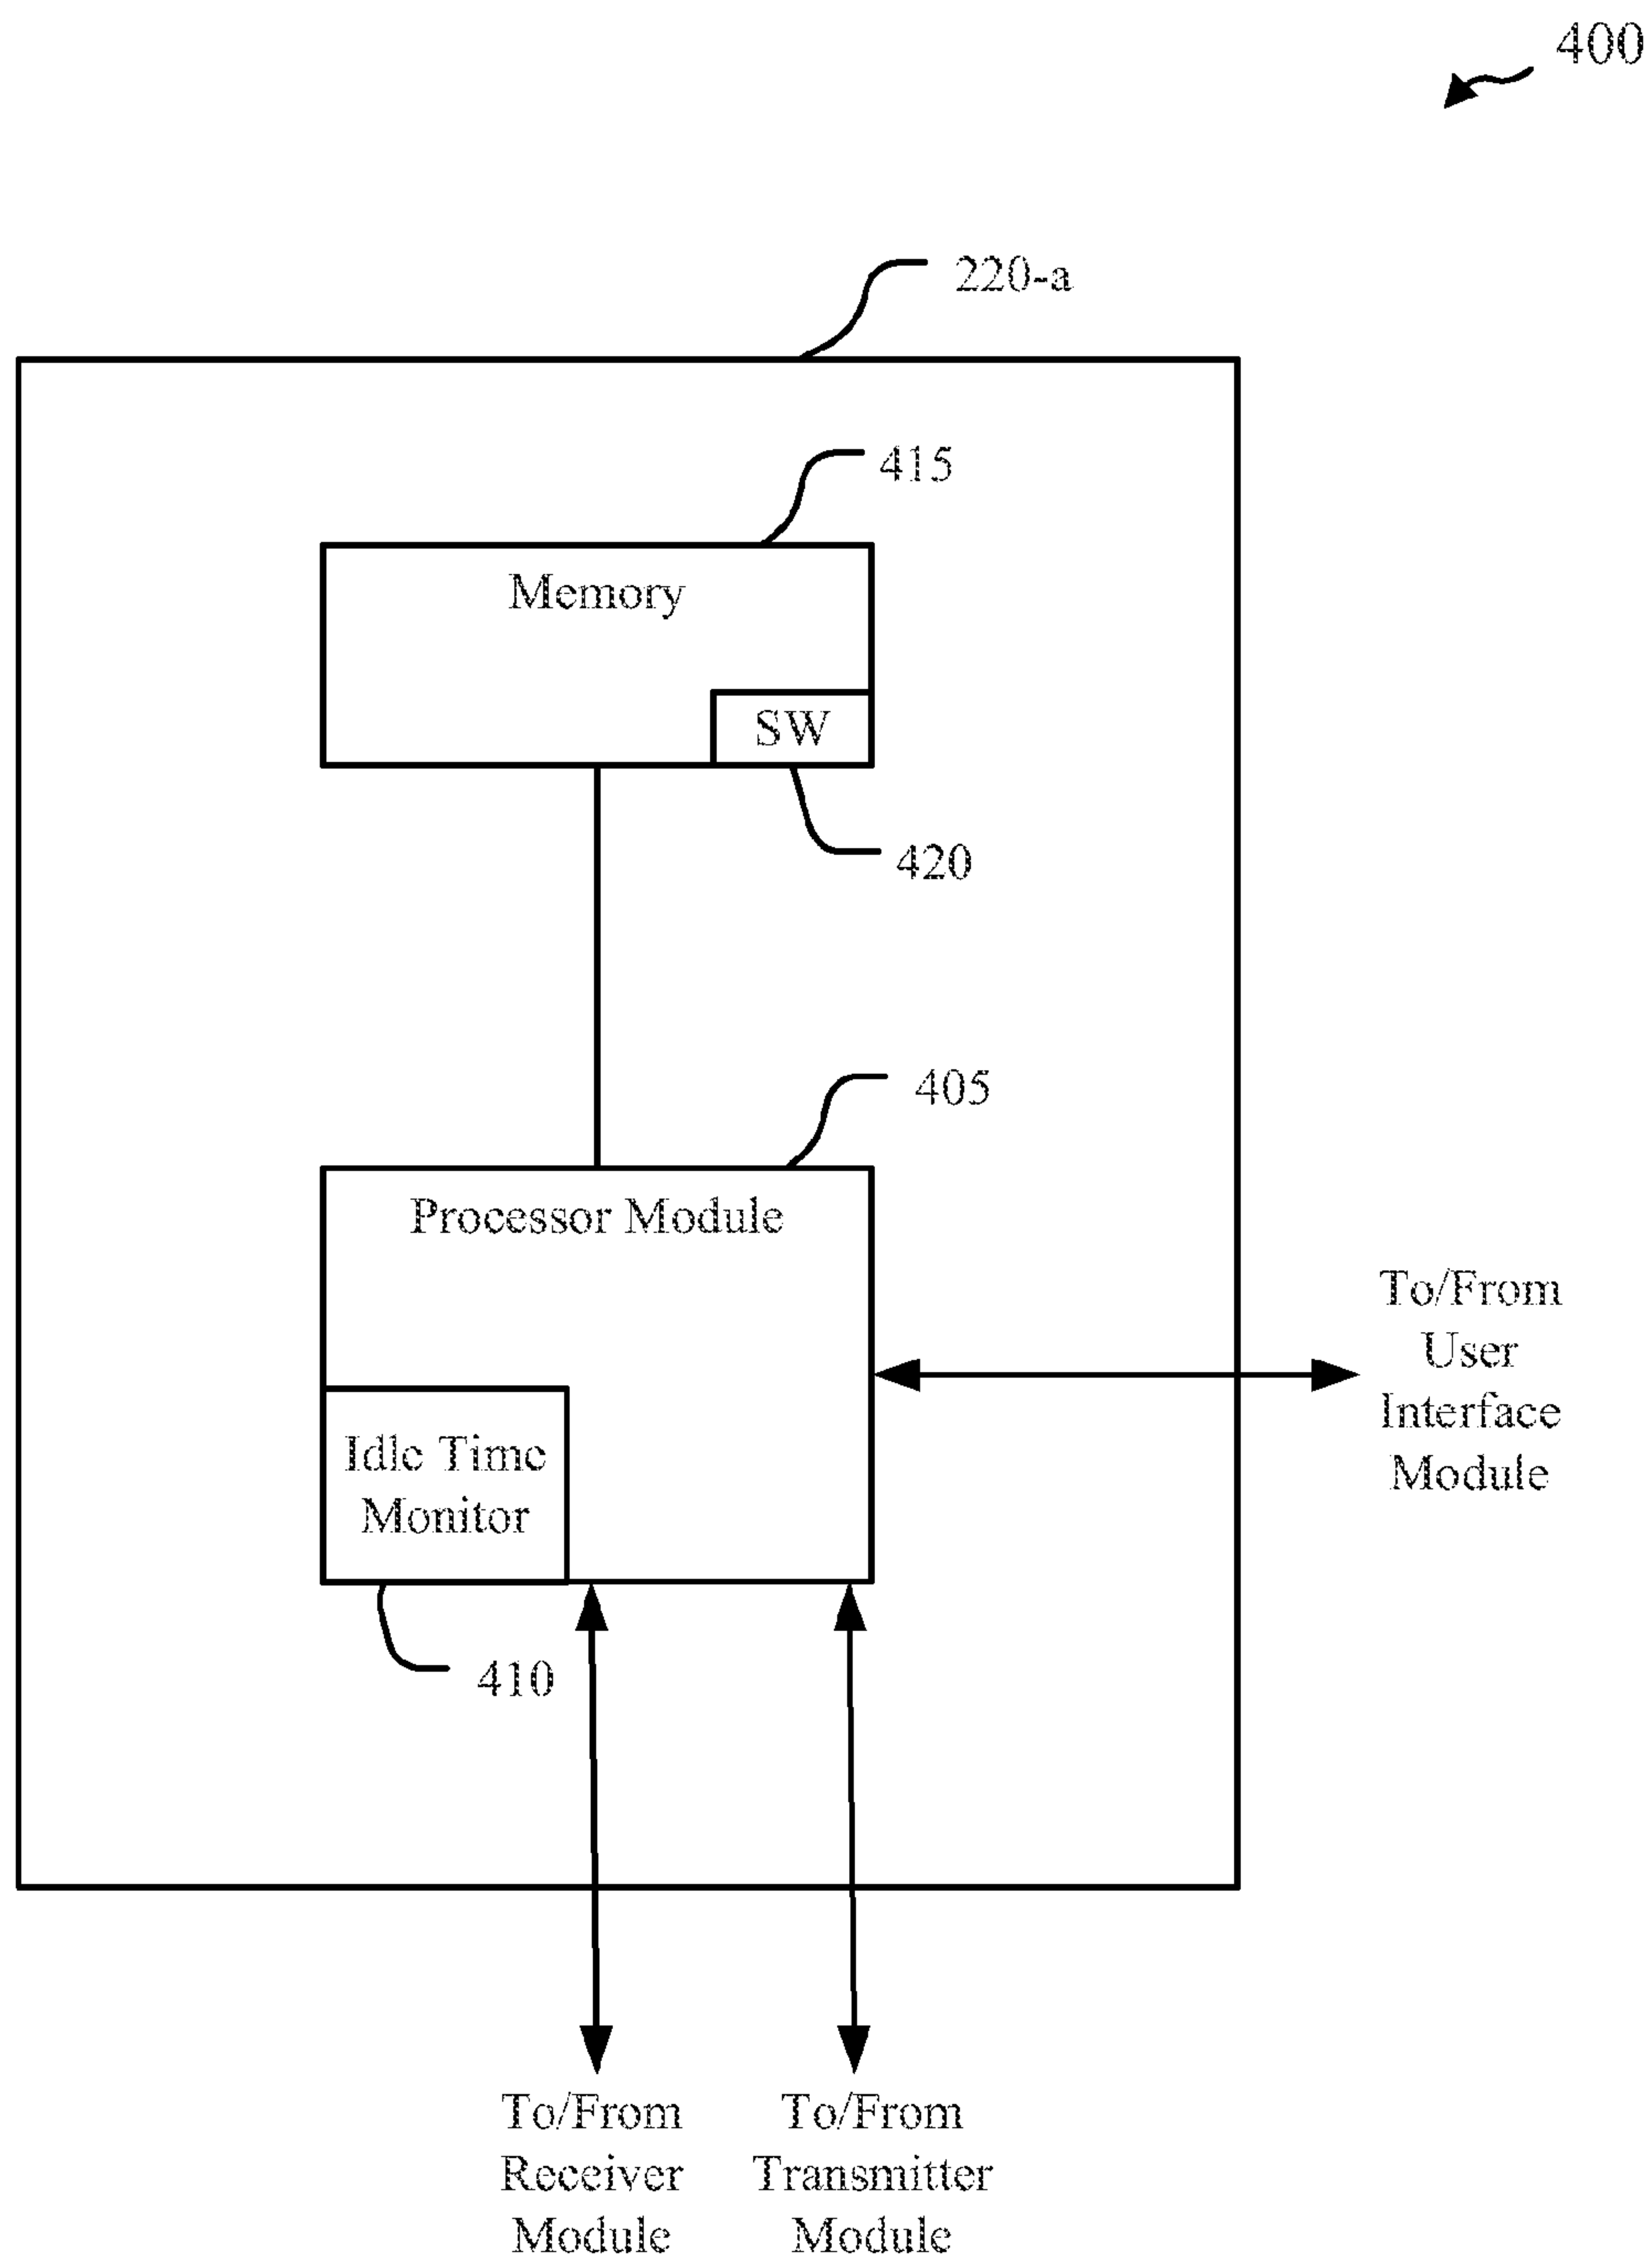 400
220-a
415
Memory
SW
420
405
Processor Module
To/From
User
Interface
Module
Idle Time
Monitor
410
To/From
Receiver
Module
To/From
Transmitter
Module